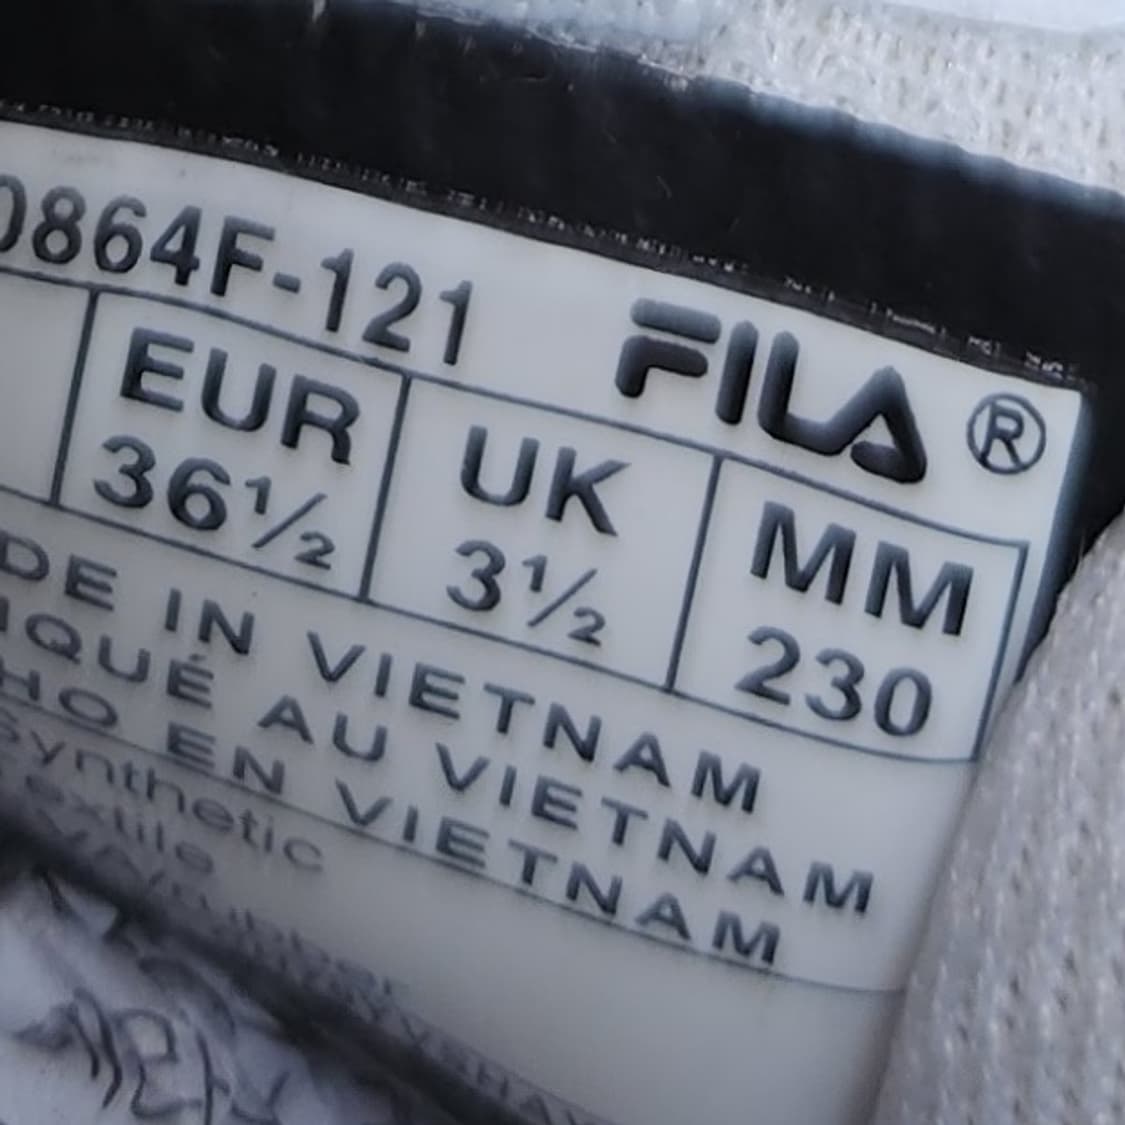 0864F-121 FILA®
EUR UK MM
36½ 3½ 230
DE IN VIETNAM
IQUÉ AU VIETNAM
HO EN VIETNAM
Synthetic
extile